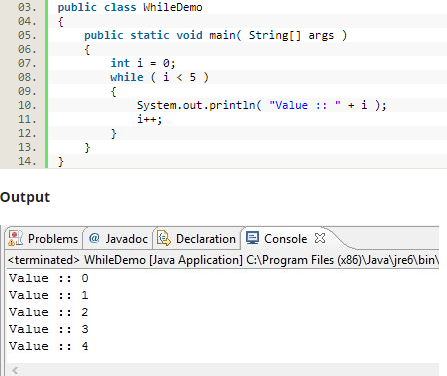 03. public class WhileDemo
04. {
05. public static void main( String[] args )
06. {
07. int i = 0;
08. while ( i < 5 )
09. {
10. System.out.println( "Value :: " + i );
11. i++;
12. }
13. }
14. }
Output
Problems @ Javadoc Declaration Console
<terminated> WhileDemo [Java Application] C:\Program Files (x86)\Java\jre6\bin\
Value :: 0
Value :: 1
Value :: 2
Value :: 3
Value :: 4